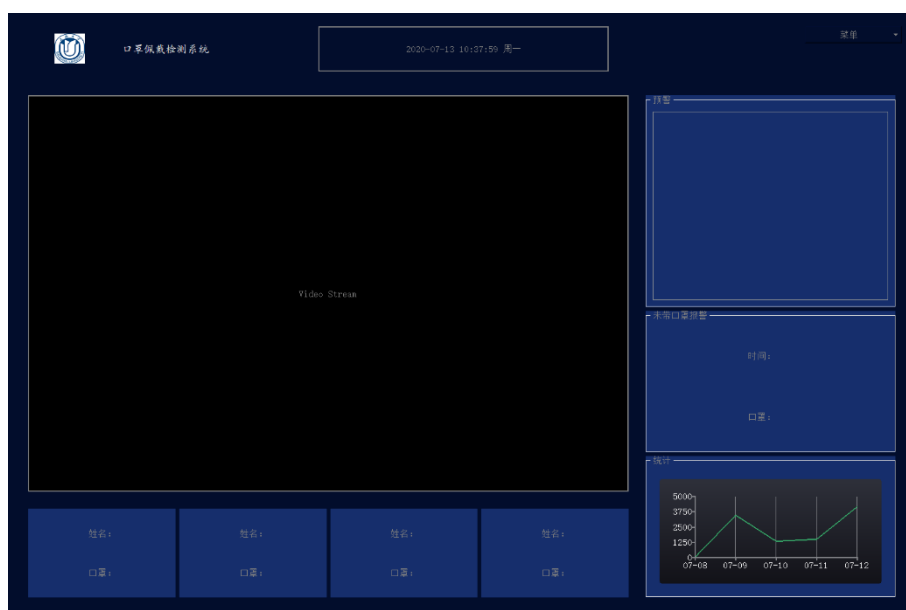 口罩佩戴检测系统
2020-07-13 10:27:59 周一
菜单
预警
Video Stream
未带口罩报警
时间：
口罩：
统计
5000
3750
2500
1250
0
07-08 07-09 07-10 07-11 07-12
姓名： 姓名： 姓名： 姓名：
口罩： 口罩： 口罩： 口罩：